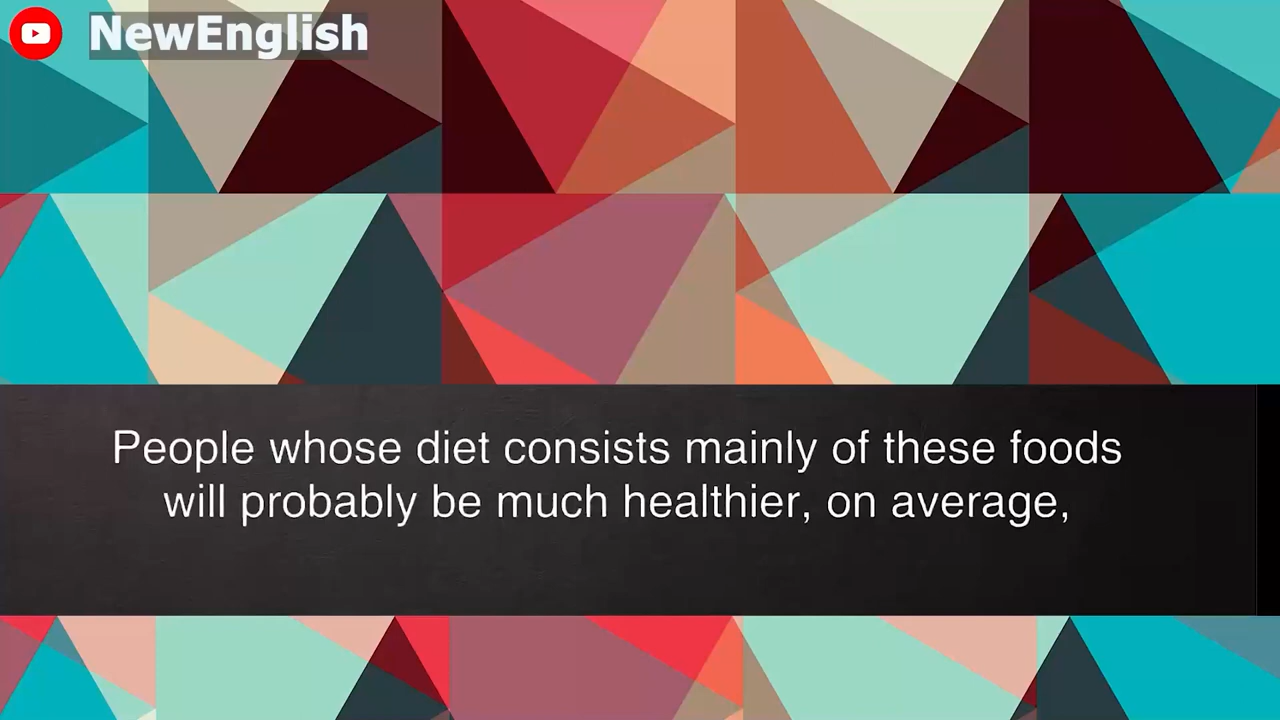 NewEnglish
People whose diet consists mainly of these foods
will probably be much healthier, on average,